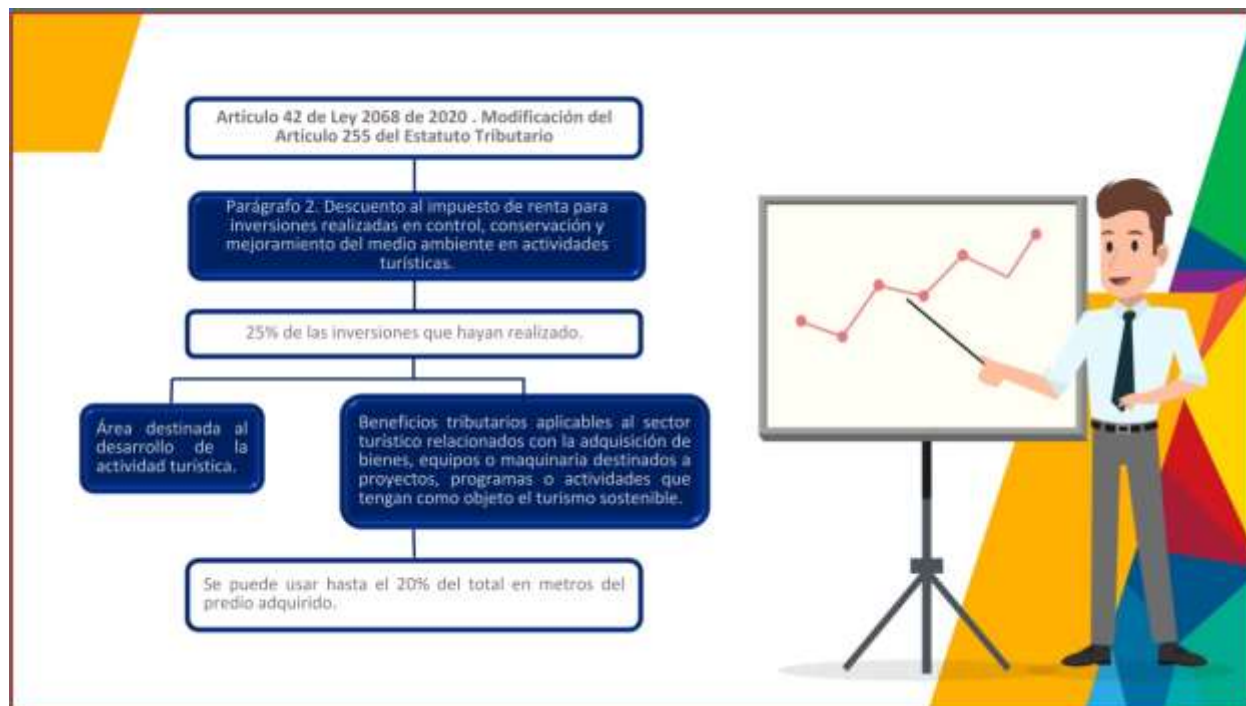 Artículo 42 de Ley 2068 de 2020 . Modificación del
Artículo 255 del Estatuto Tributario
Parágrafo 2. Descuento al impuesto de renta para
inversiones realizadas en control, conservación y
mejoramiento del medio ambiente en actividades
turísticas.
25% de las inversiones que hayan realizado.
Área destinada al
desarrollo de la
actividad turística.
Beneficios tributarios aplicables al sector
turístico relacionados con la adquisición de
bienes, equipos o maquinaria destinados a
proyectos, programas o actividades que
tengan como objeto el turismo sostenible.
Se puede usar hasta el 20% del total en metros del
predio adquirido.